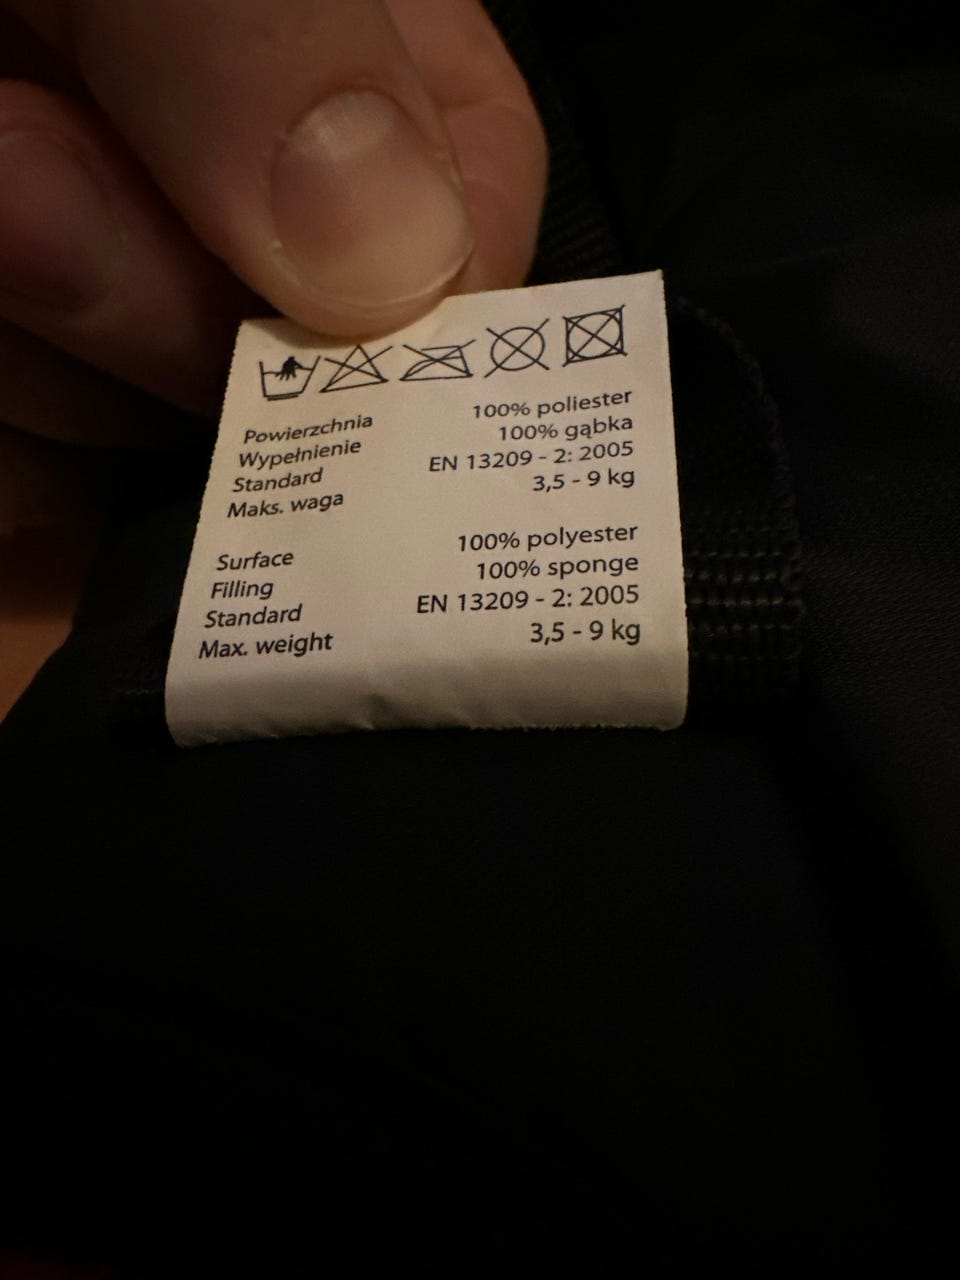 Powierzchnia 100% poliester
Wypełnienie 100% gąbka
Standard EN 13209 - 2: 2005
Maks. waga 3,5 - 9 kg
Surface 100% polyester
Filling 100% sponge
Standard EN 13209 - 2: 2005
Max. weight 3,5 - 9 kg